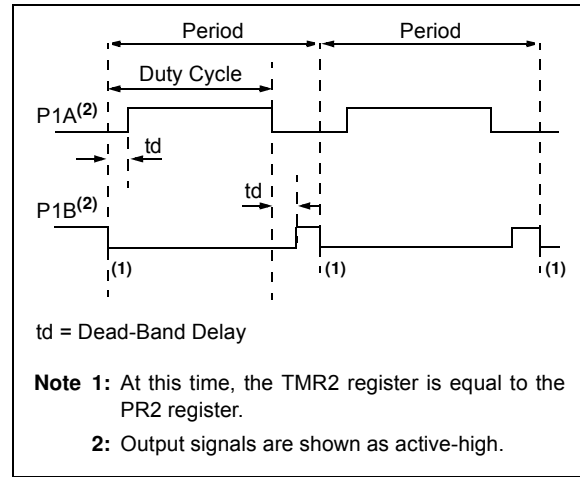 Period Period
Duty Cycle
P1A(2)
td
td
P1B(2)
(1) (1) (1)
td = Dead-Band Delay
Note 1: At this time, the TMR2 register is equal to the
PR2 register.
2: Output signals are shown as active-high.